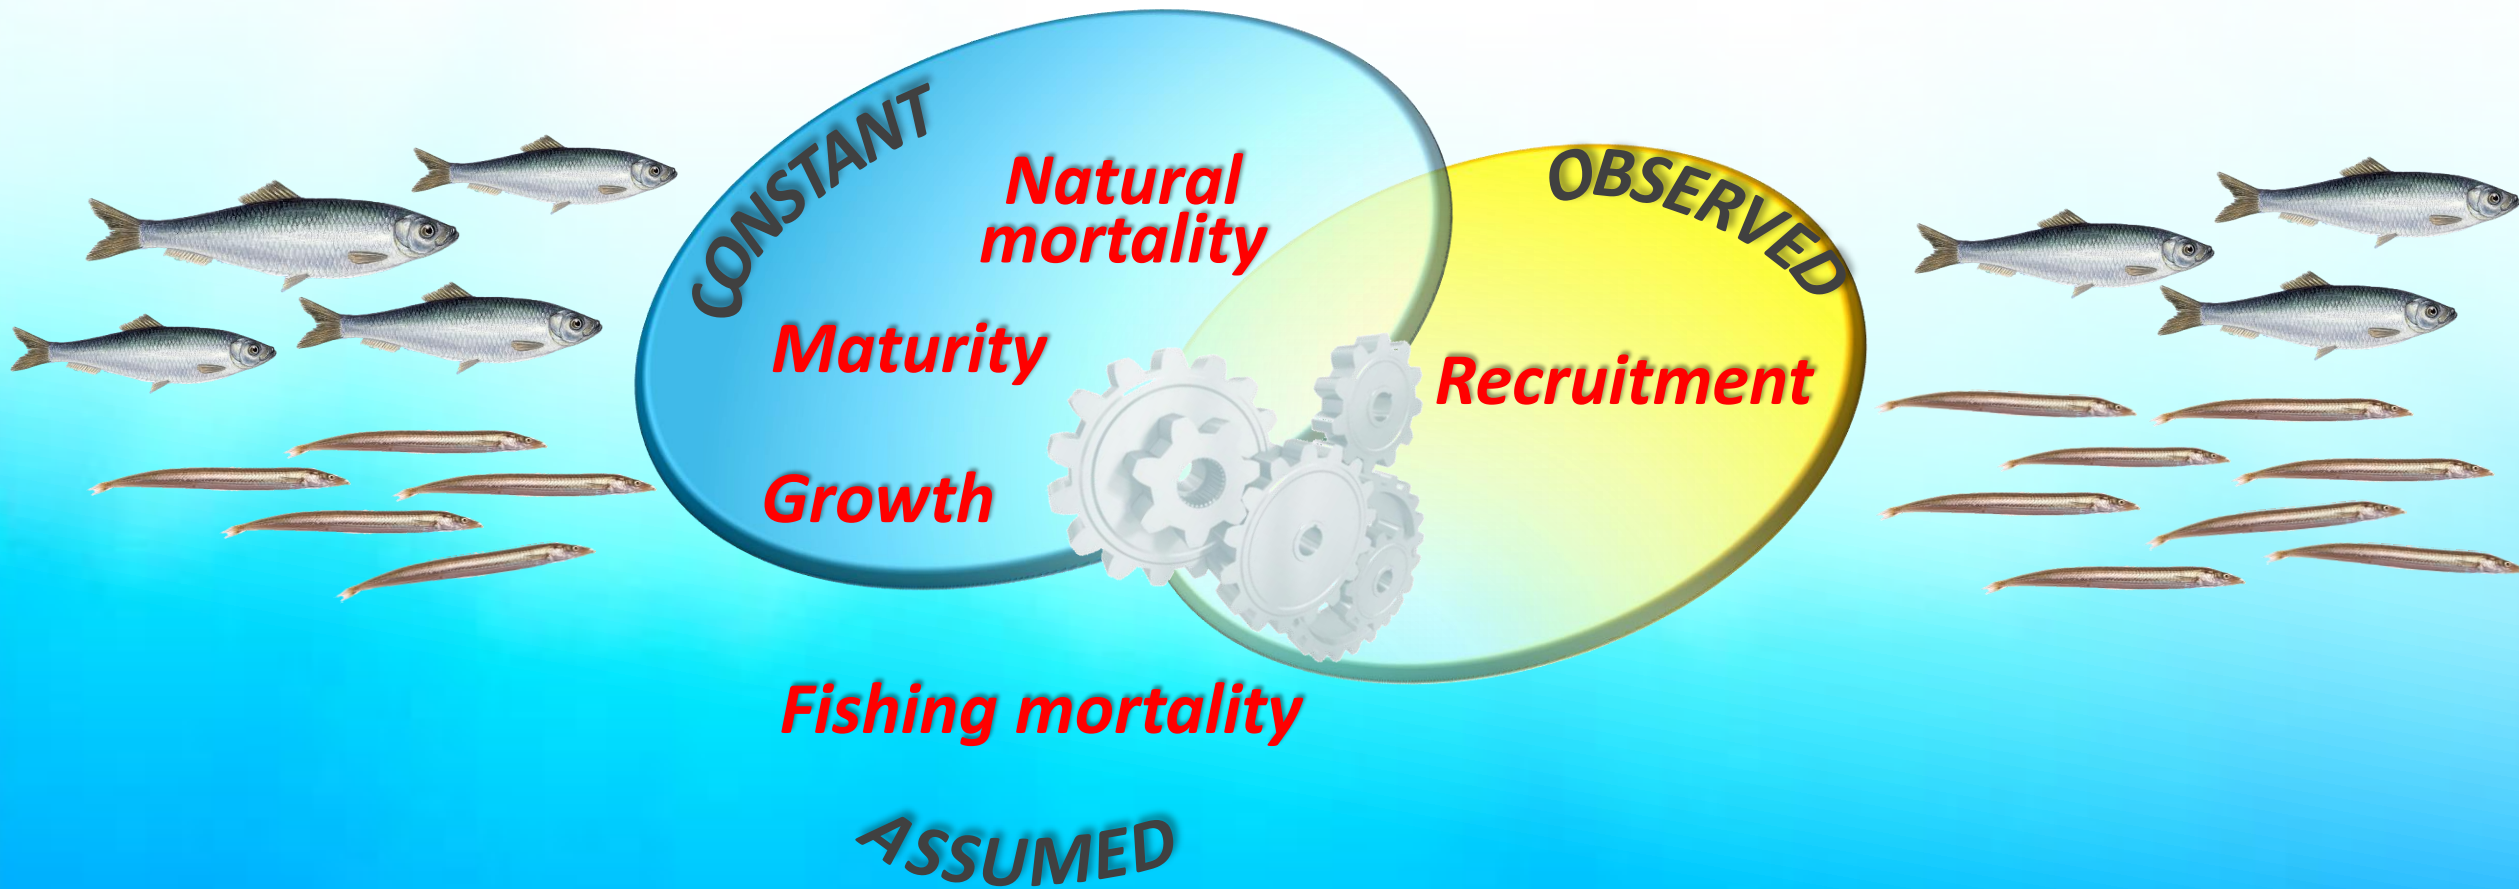 CONSTANT
Natural
mortality
Maturity
Growth
OBSERVED
Recruitment
Fishing mortality
ASSUMED